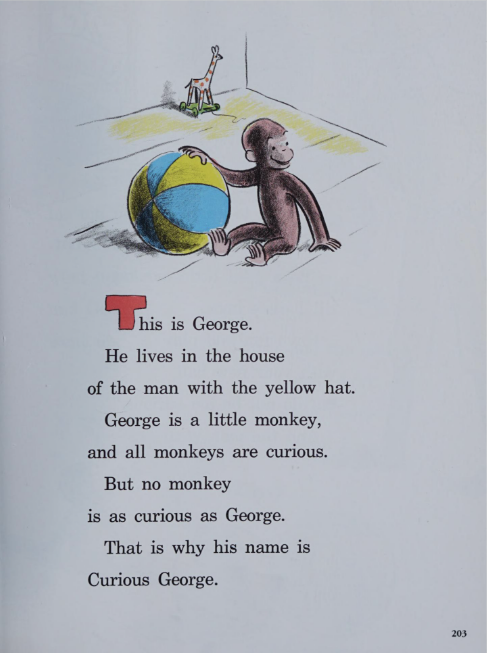 This is George.
He lives in the house
of the man with the yellow hat.
George is a little monkey,
and all monkeys are curious.
But no monkey
is as curious as George.
That is why his name is
Curious George.
203